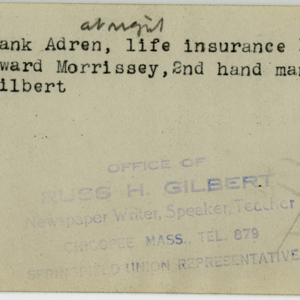 at right
ank Adren, life insurance
ward Morrissey,2nd hand man
ilbert
OFFICE OF
RUSS H. GILBERT
Newspaper Writer, Speaker, Teacher
CHICOPEE MASS., TEL. 879
SPRINGFIELD UNION REPRESENTATIVE